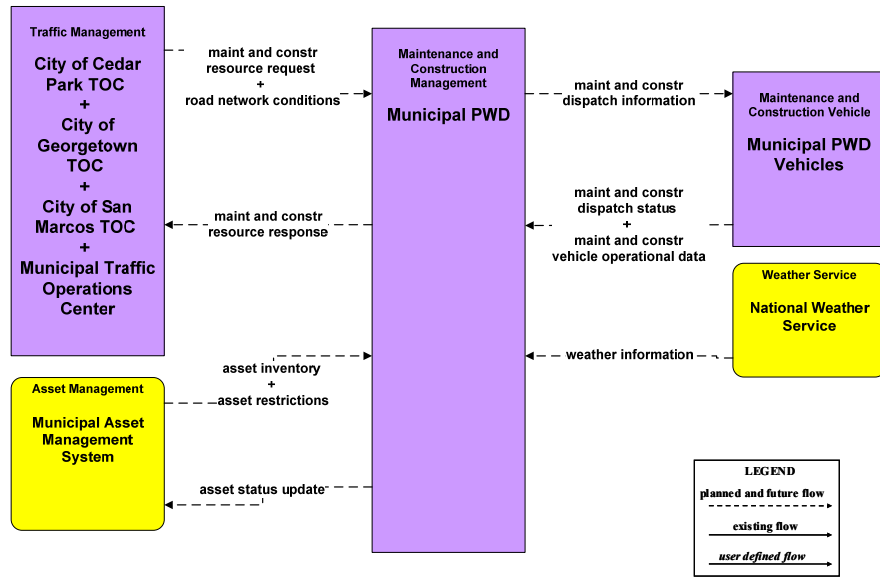 Traffic Management
City of Cedar
Park TOC
+
City of
Georgetown
TOC
+
City of San
Marcos TOC
+
Municipal Traffic
Operations
Center
maint and constr
resource request
+
road network conditions
maint and constr
resource response
Maintenance and
Construction
Management
Municipal PWD
maint and constr
dispatch information
Maintenance and
Construction Vehicle
Municipal PWD
Vehicles
maint and constr
dispatch status
+
maint and constr
vehicle operational data
Weather Service
National Weather
Service
weather information
Asset Management
Municipal Asset
Management
System
asset inventory
+
asset restrictions
asset status update
LEGEND
planned and future flow
existing flow
user defined flow